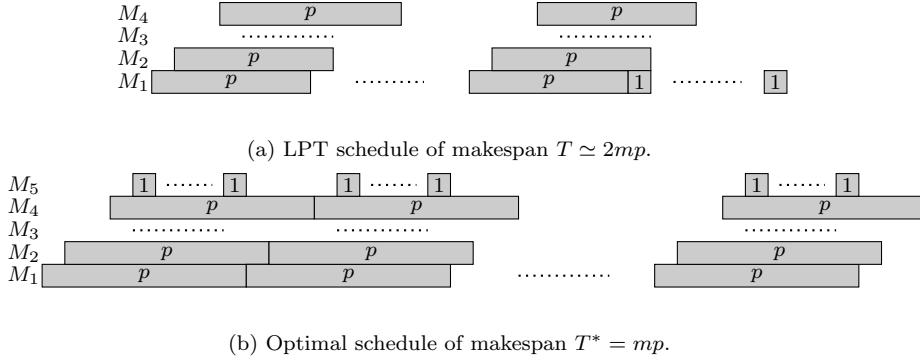 M4 p p
M3 ........... ...........
M2 p p
M1 p ......... p 1 ......... 1
(a) LPT schedule of makespan T ≃ 2mp.
M5 1 ...... 1 1 ...... 1 1 ...... 1
M4 p p p
M3 ........... ........... ...........
M2 p p p
M1 p p ........... p
(b) Optimal schedule of makespan T* = mp.